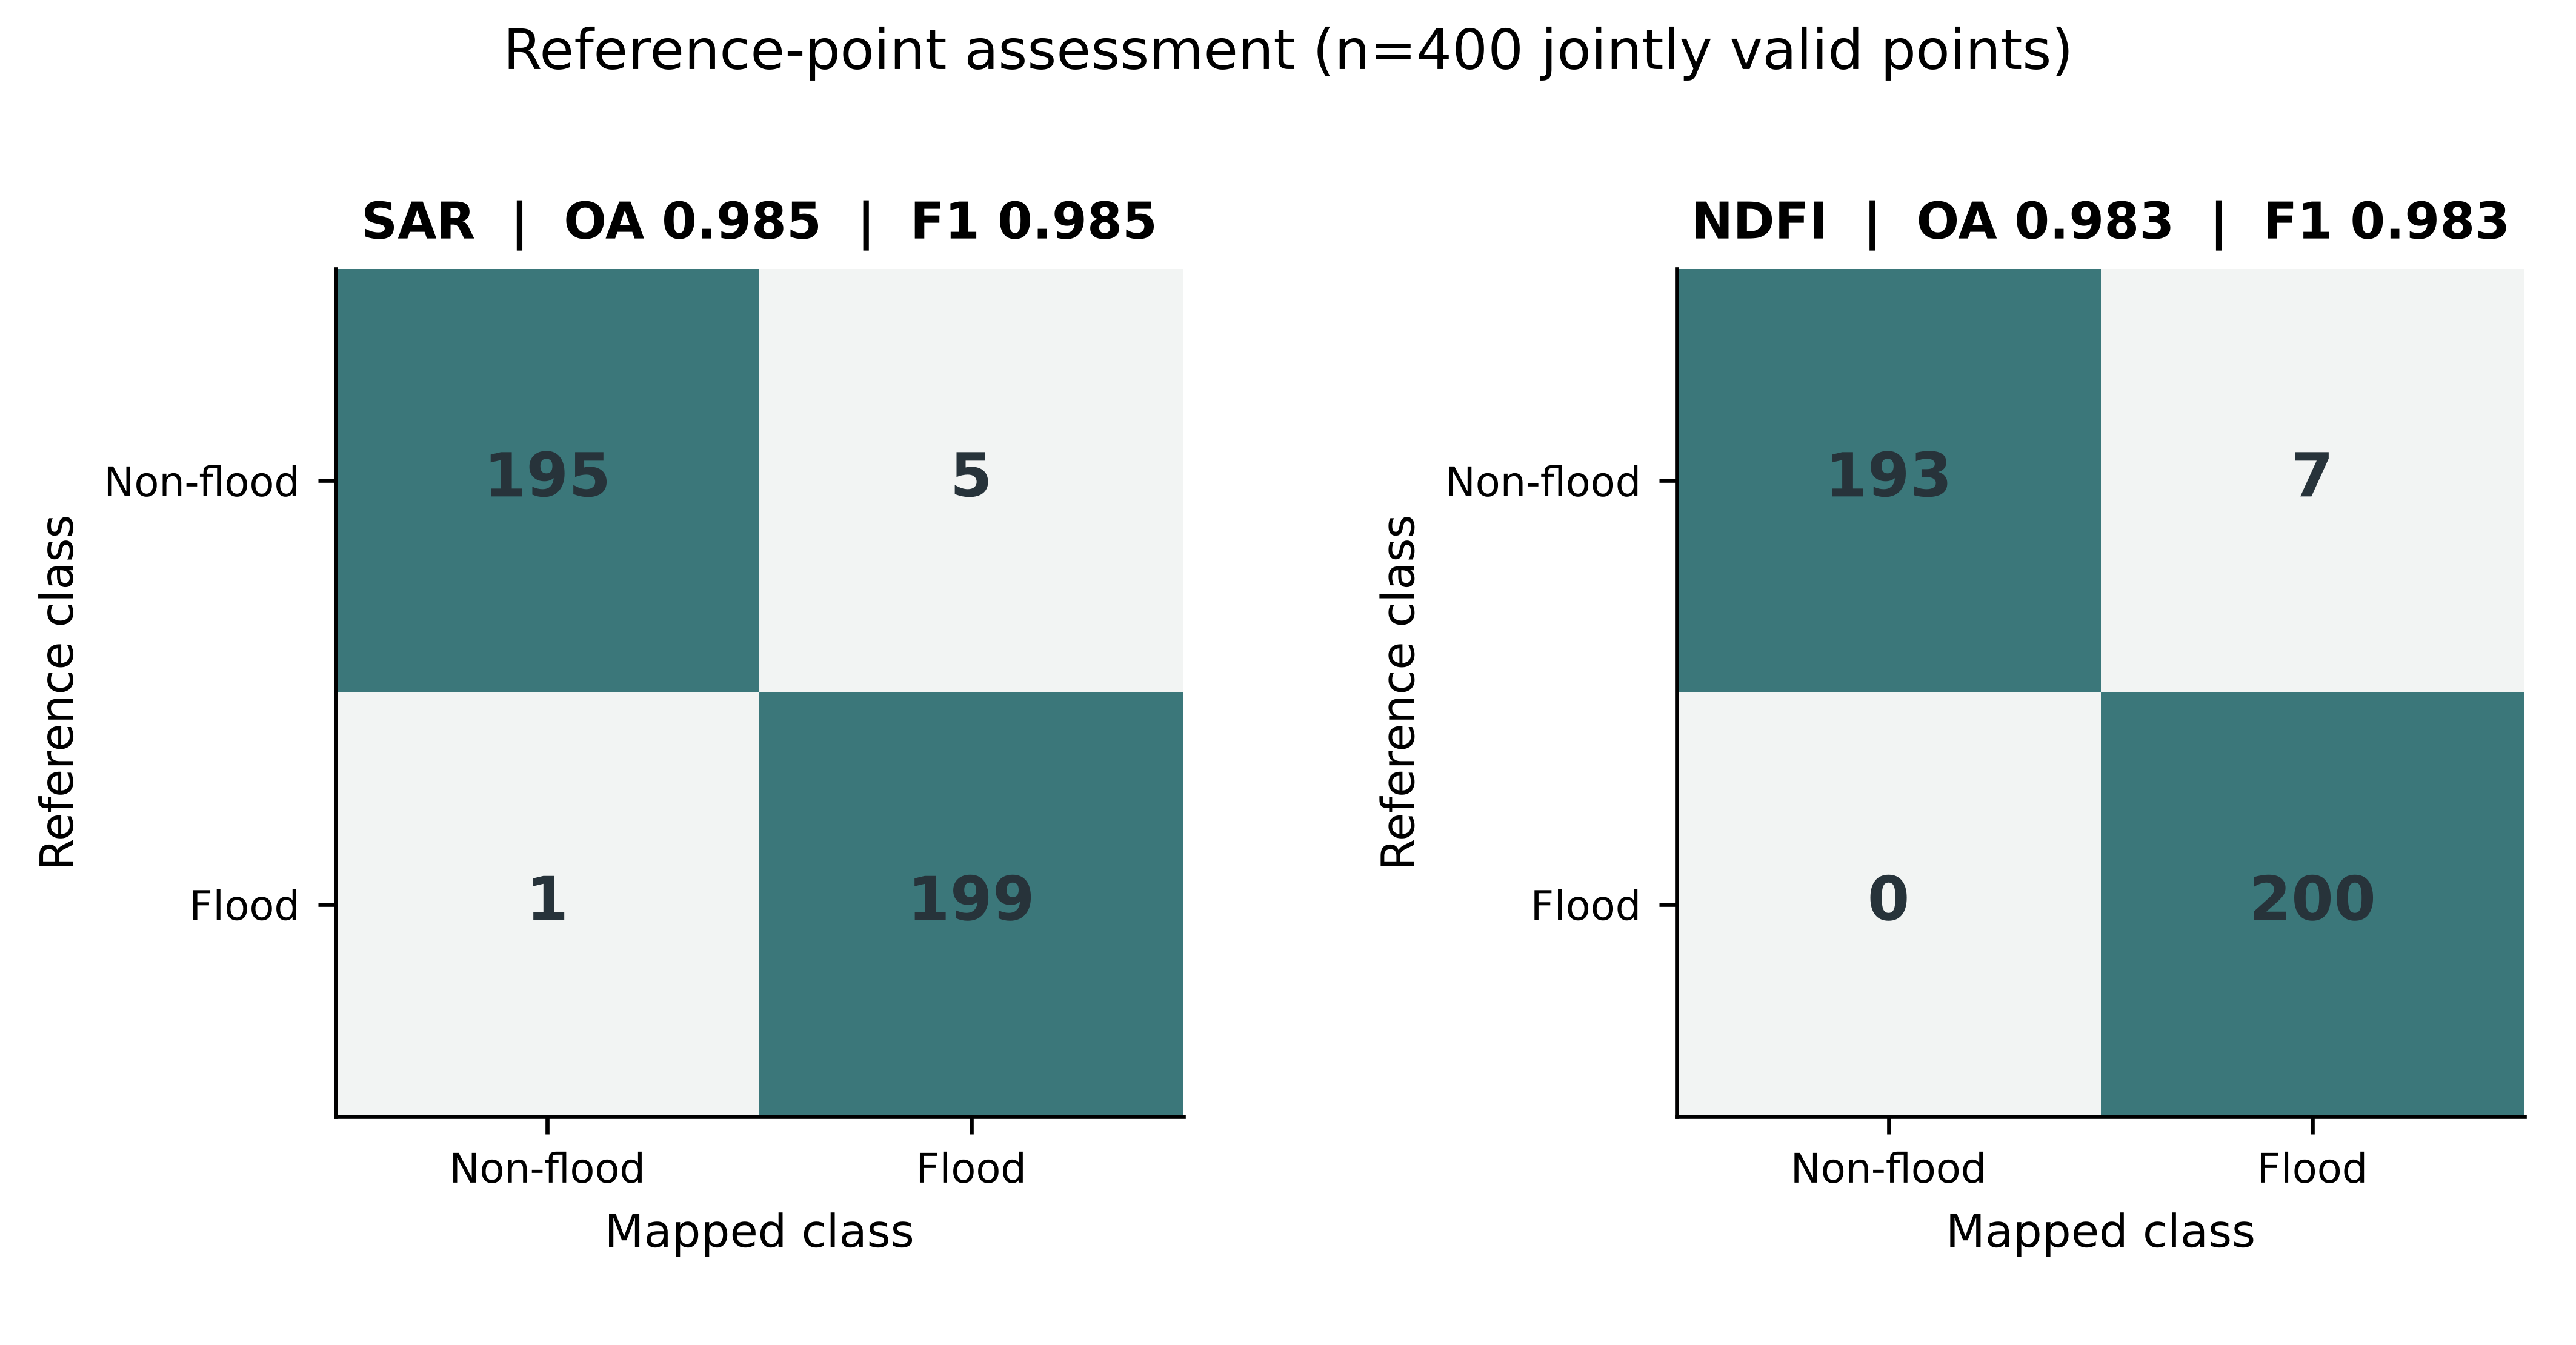 Reference-point assessment (n=400 jointly valid points)
SAR | OA 0.985 | F1 0.985
Reference class
Non-flood
195
5
Flood
1
199
Non-flood
Flood
Mapped class
NDFI | OA 0.983 | F1 0.983
Reference class
Non-flood
193
7
Flood
0
200
Non-flood
Flood
Mapped class